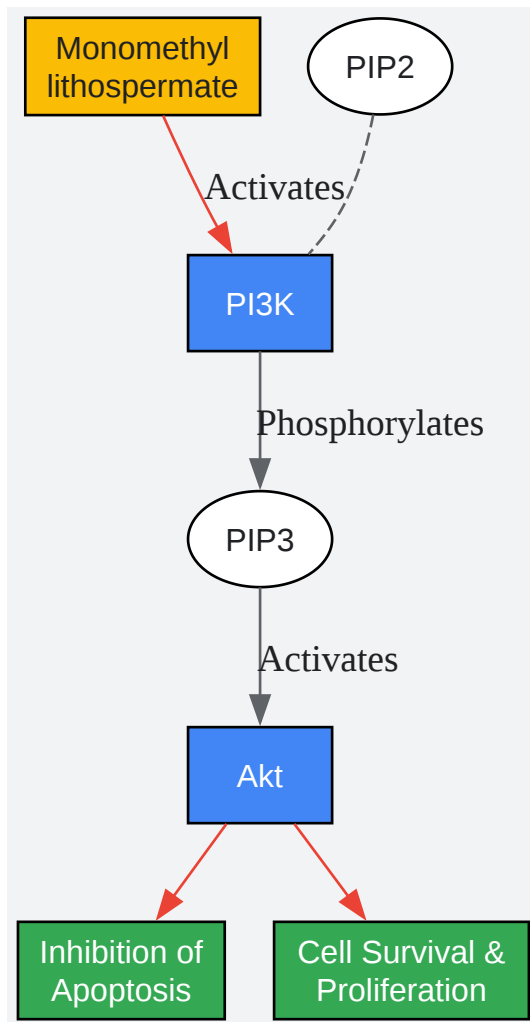 Monomethyl
lithospermate
PIP2
Activates
PI3K
Phosphorylates
PIP3
Activates
Akt
Inhibition of
Apoptosis
Cell Survival &
Proliferation